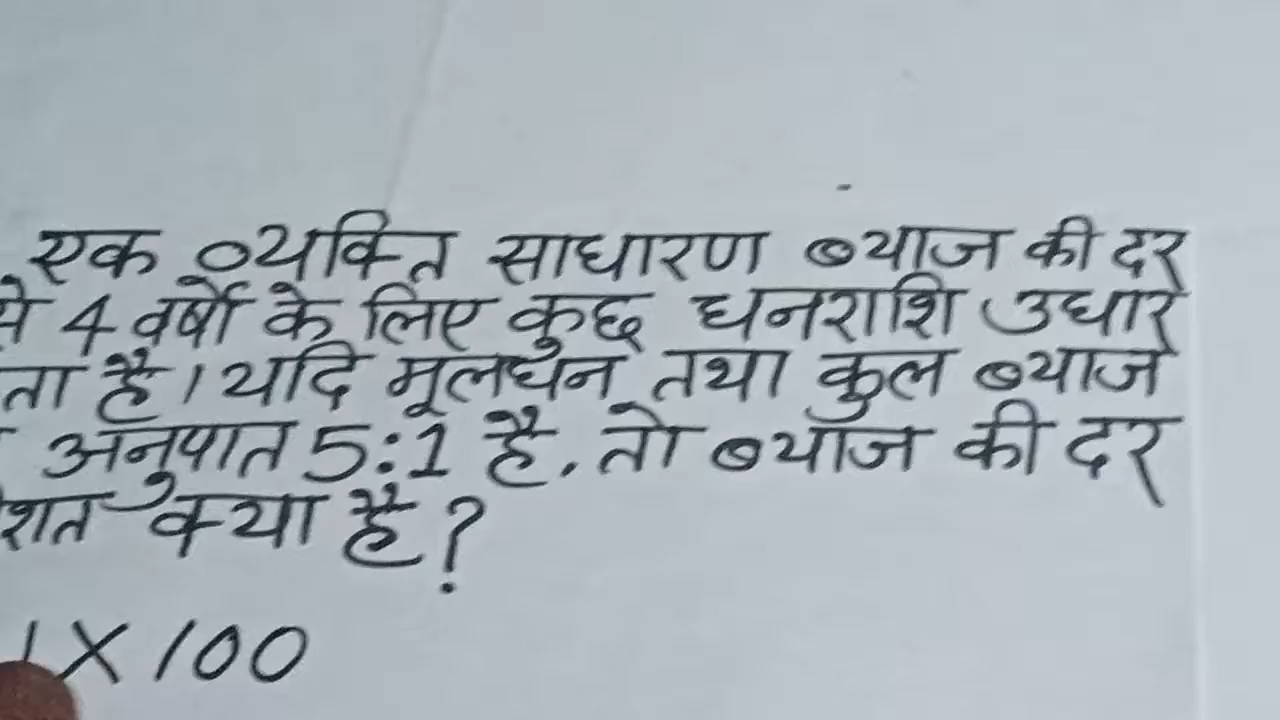 एक व्यक्ति साधारण ब्याज की दर
से 4 वर्षो के लिए कुछ धनराशि उधार
ता है। यदि मूलधन तथा कुल ब्याज
अनुपात 5:1 है. तो ब्याज की दर
शत क्या है?
1 X 100